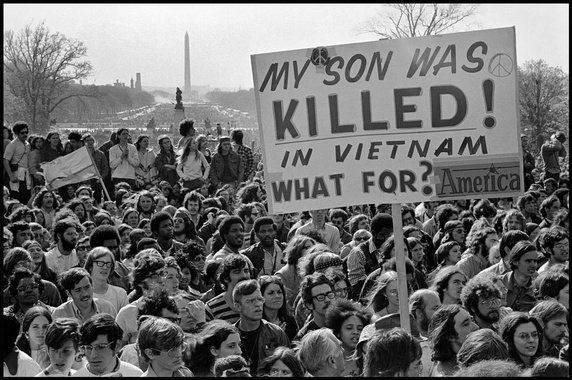 MY SON WAS
KILLED!
IN VIETNAM
WHAT FOR?
America